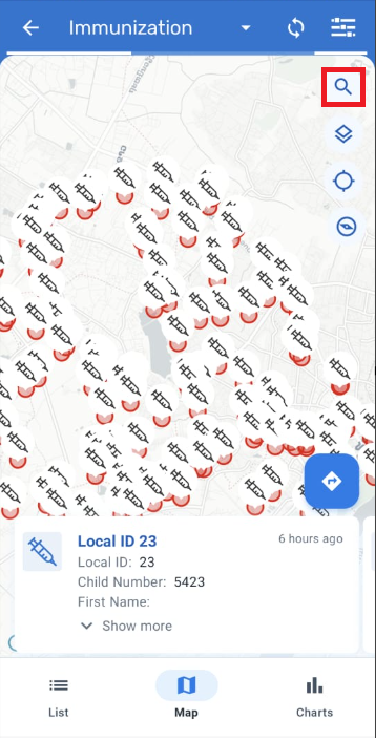 Immunization
Local ID 23
6 hours ago
Local ID: 23
Child Number: 5423
First Name:
Show more
List
Map
Charts